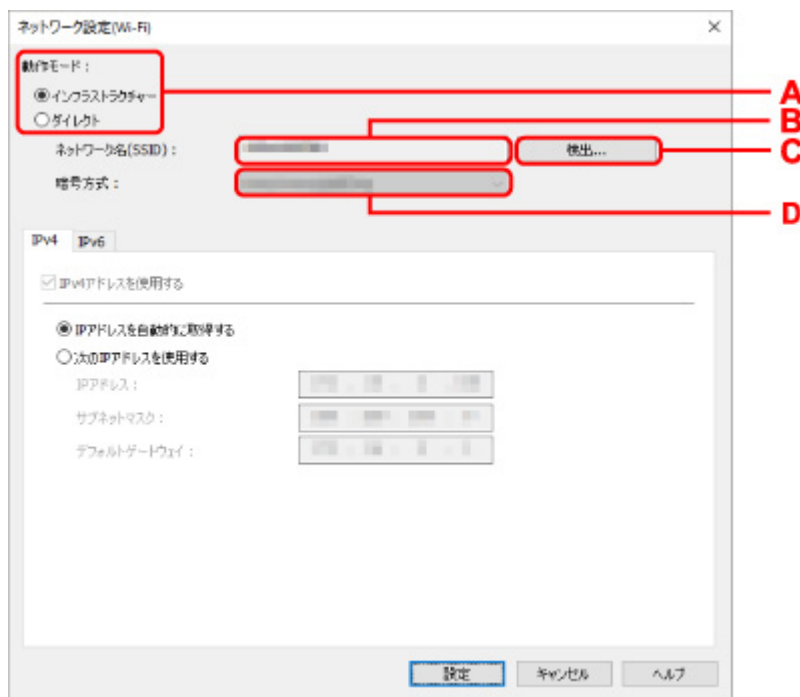 ネットワーク設定(Wi-Fi)
動作モード：
インフラストラクチャー
ダイレクト
A
B
ネットワーク名(SSID)：
検出...
C
暗号方式：
D
IPv4 IPv6
IPv4アドレスを使用する
IPアドレスを自動的に取得する
次のIPアドレスを使用する
IPアドレス：
サブネットマスク：
デフォルトゲートウェイ：
設定 キャンセル ヘルプ